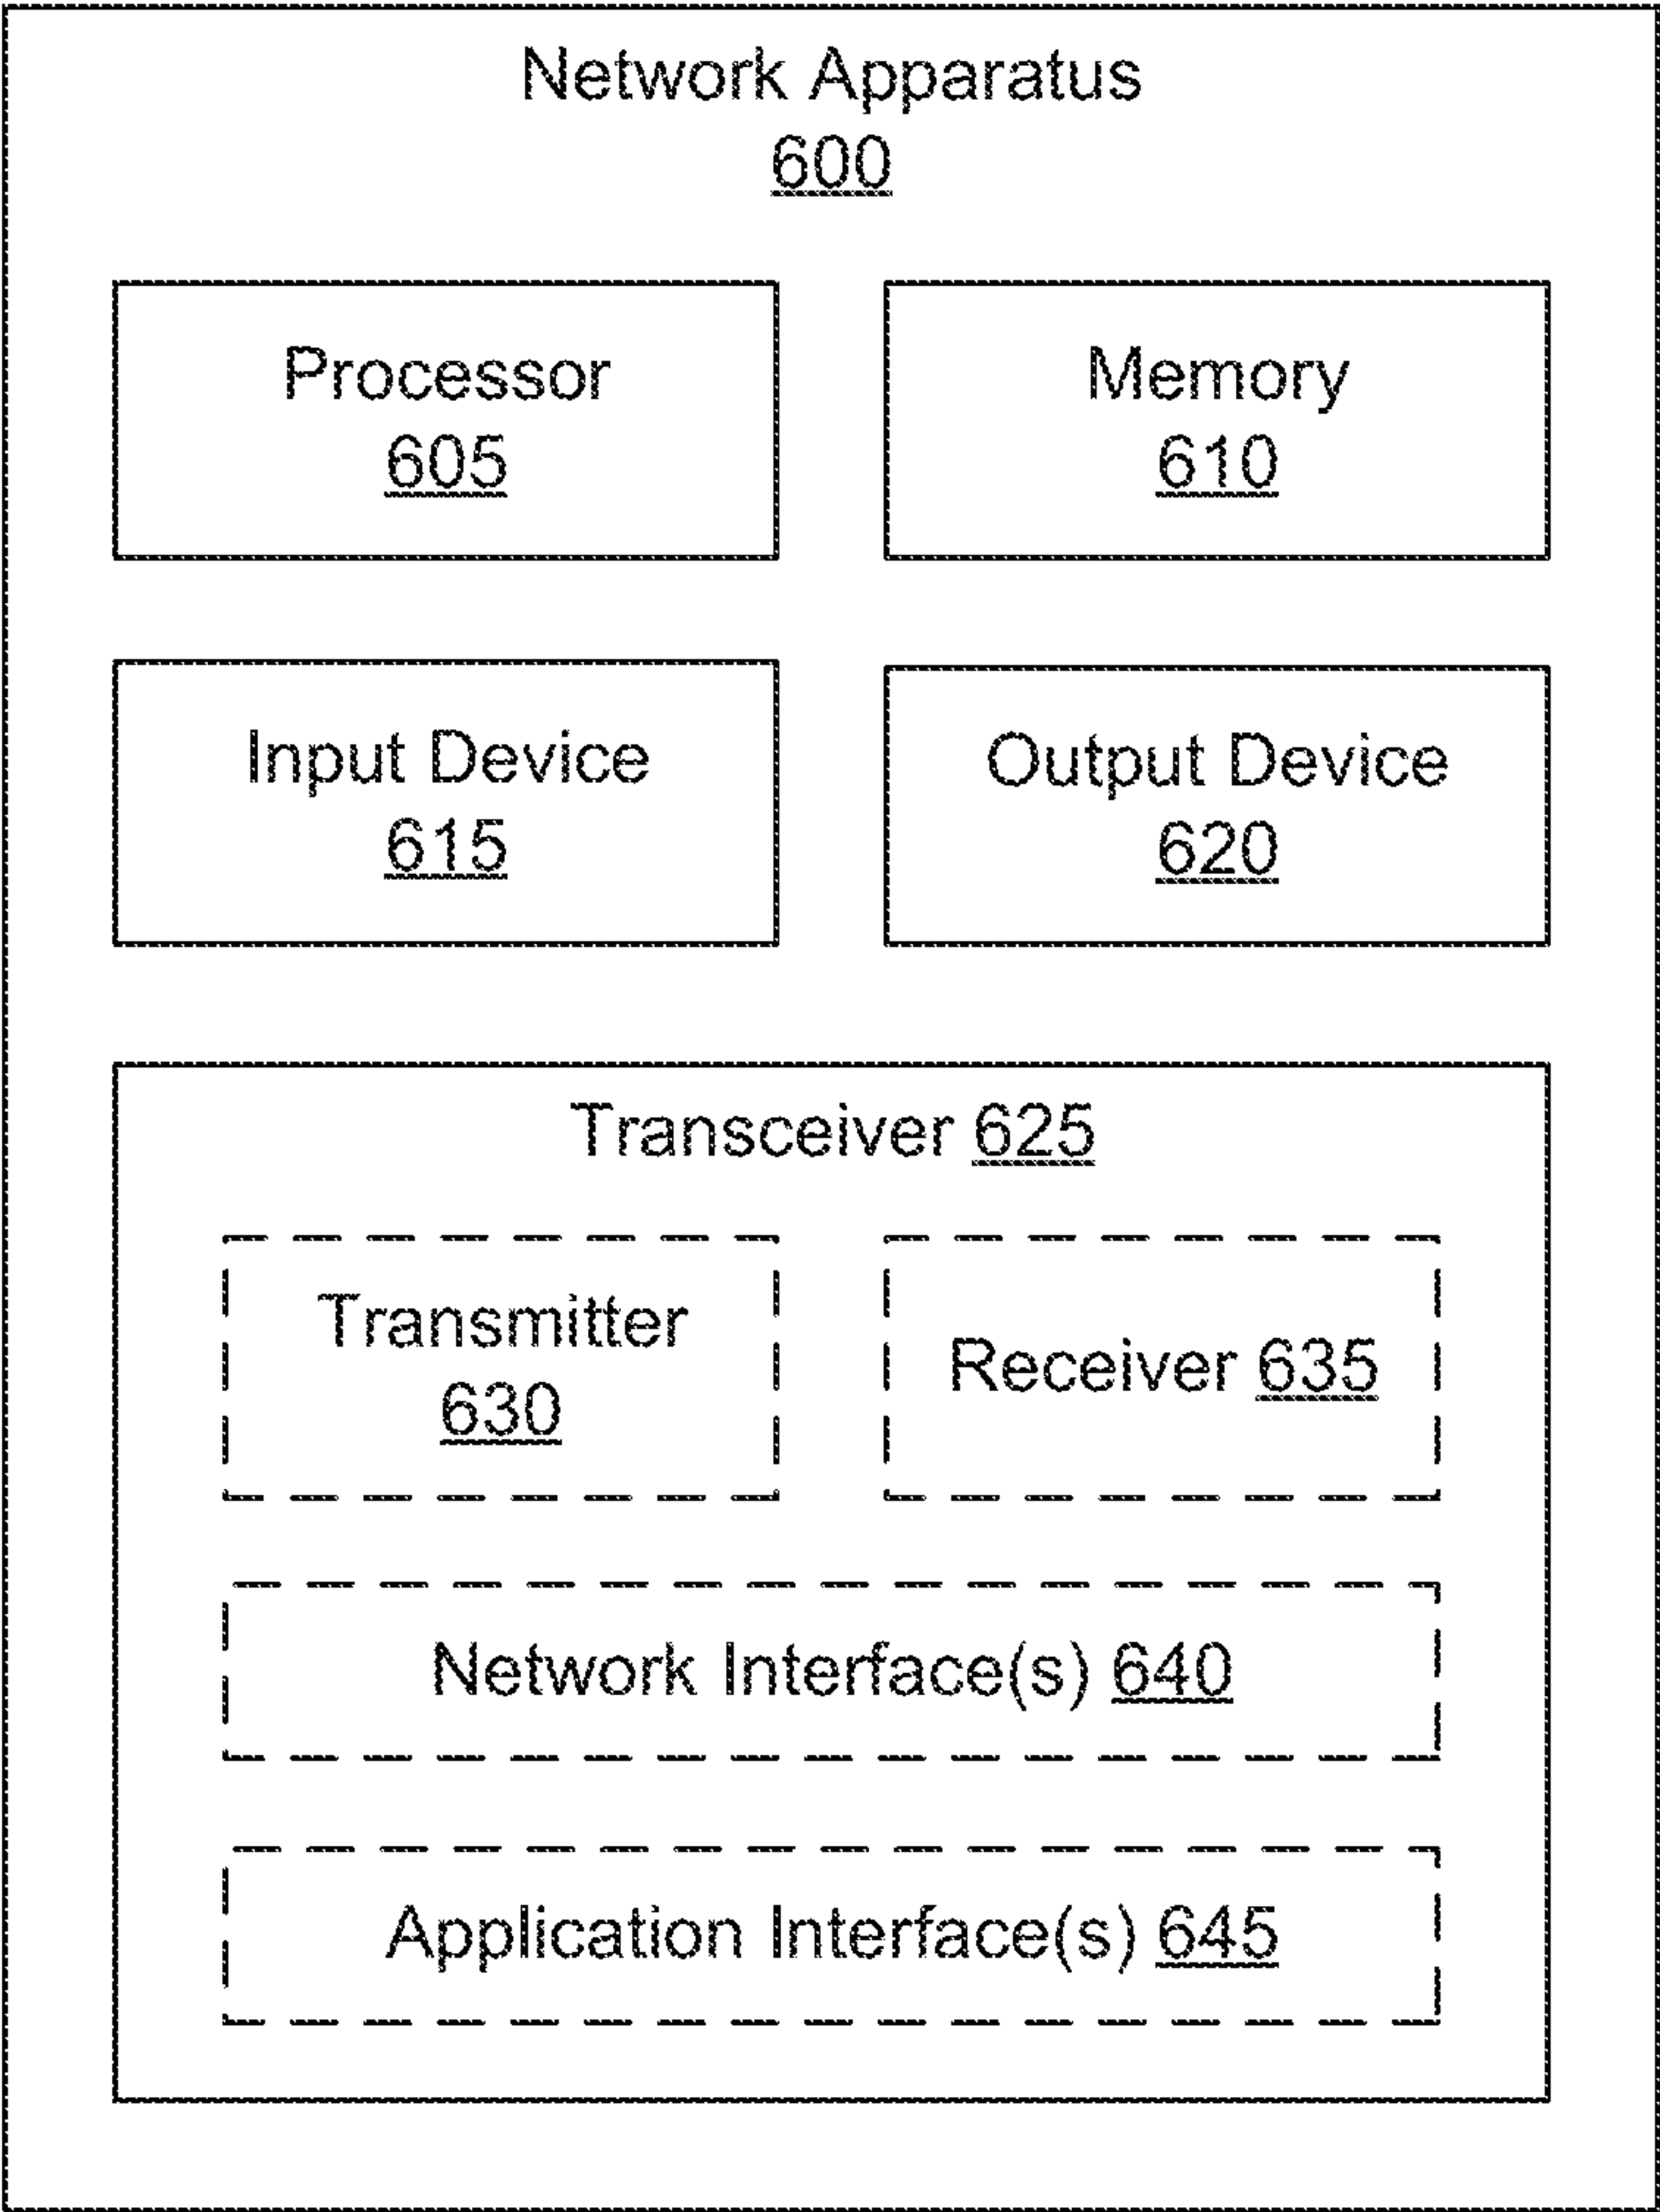 Network Apparatus
600
Processor
605
Memory
610
Input Device
615
Output Device
620
Transceiver 625
Transmitter
630
Receiver 635
Network Interface(s) 640
Application Interface(s) 645